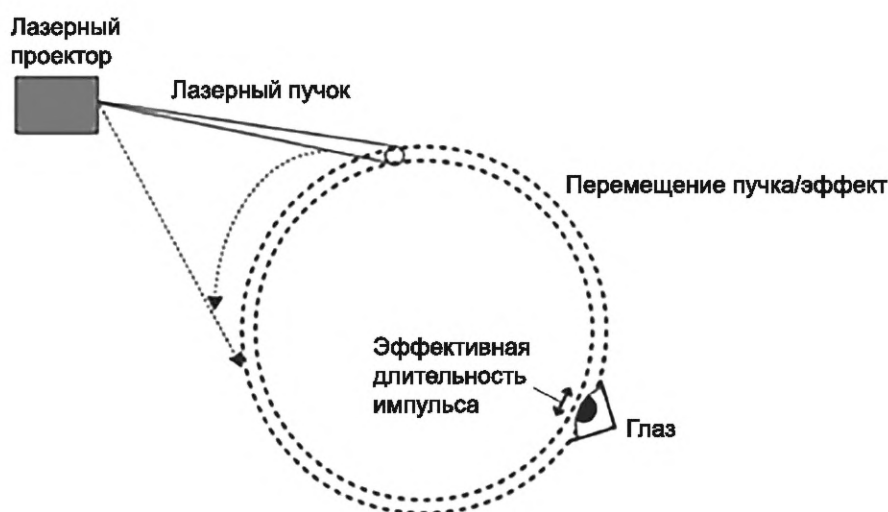 Лазерный
проектор
Лазерный пучок
Перемещение пучка/эффект
Эффективная
длительность
импульса
Глаз